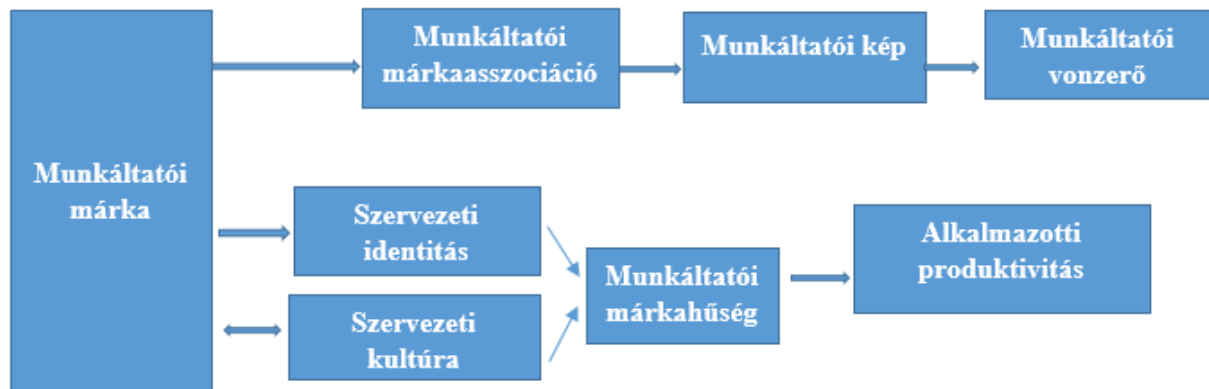 Munkáltatói
márka
Munkáltatói
márkaasszociáció
Munkáltatói kép
Munkáltatói
vonzerő
Szervezeti
identitás
Szervezeti
kultúra
Munkáltatói
márkahűség
Alkalmazotti
produktivitás